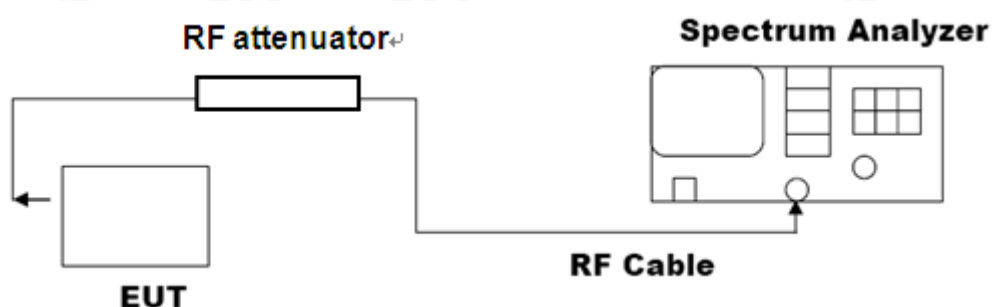 RF attenuator↵
Spectrum Analyzer
RF Cable
EUT